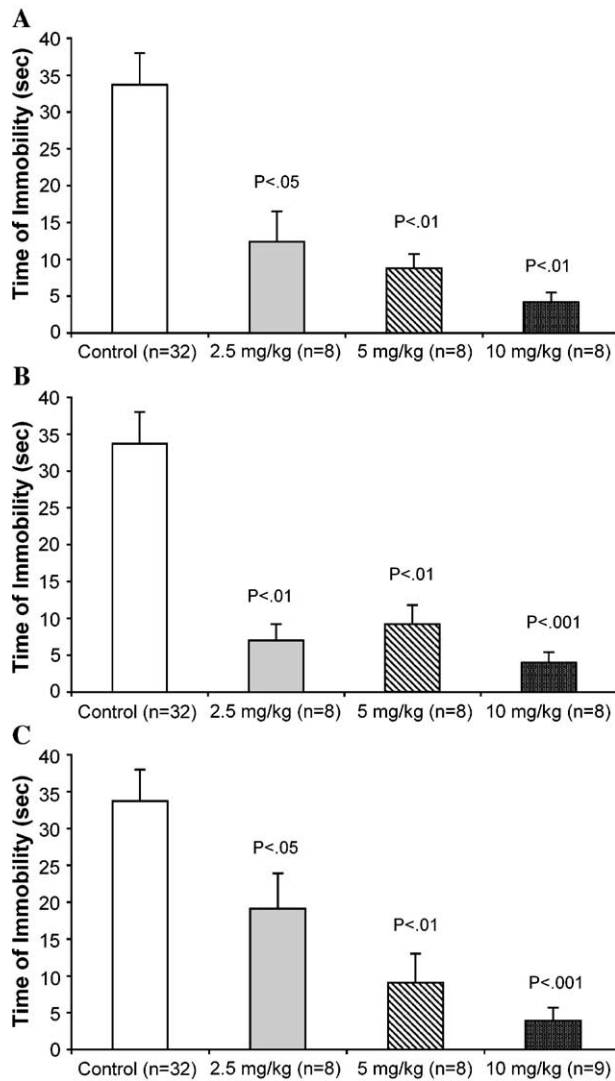 A
Time of Immobility (sec)
40
35
30
25
20
15
10
5
0
P<.05
P<.01
P<.01
Control (n=32) 2.5 mg/kg (n=8) 5 mg/kg (n=8) 10 mg/kg (n=8)
B
Time of Immobility (sec)
40
35
30
25
20
15
10
5
0
P<.01
P<.01
P<.001
Control (n=32) 2.5 mg/kg (n=8) 5 mg/kg (n=8) 10 mg/kg (n=8)
C
Time of Immobility (sec)
40
35
30
25
20
15
10
5
0
P<.05
P<.01
P<.001
Control (n=32) 2.5 mg/kg (n=8) 5 mg/kg (n=8) 10 mg/kg (n=9)